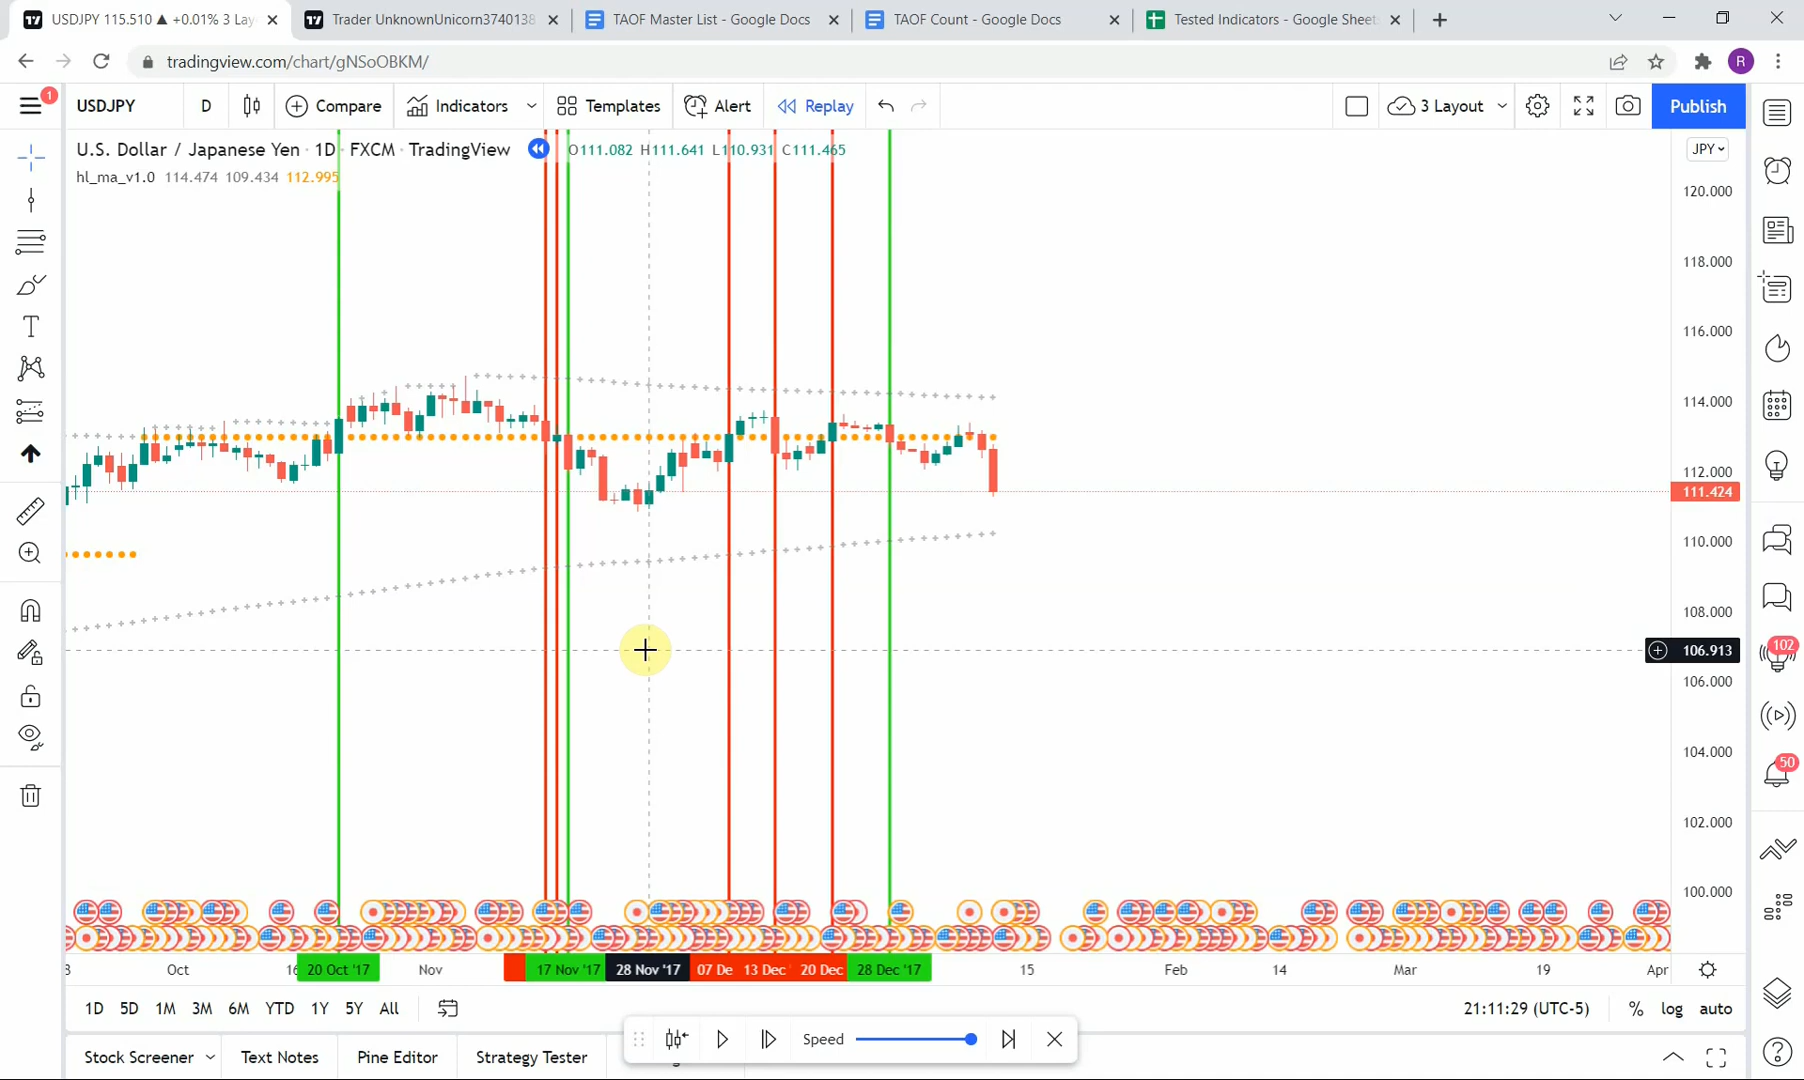 USDJPY 115.510 ▲ +0.01% 3 Lay
Trader UnknownUnicorn3740138
TAOF Master List - Google Docs
TAOF Count - Google Docs
Tested Indicators - Google Sheets
tradingview.com/chart/gNSoOBKM/
R
1
USDJPY
D
Compare
Indicators
Templates
Alert
Replay
3 Layout
Publish
U.S. Dollar / Japanese Yen · 1D · FXCM · TradingView
O111.082 H111.641 L110.931 C111.465
JPY
hl_ma_v1.0 114.474 109.434 112.995
120.000
118.000
116.000
114.000
112.000
111.424
110.000
108.000
106.913
106.000
104.000
102.000
100.000
102
50
Oct
16
20 Oct '17
Nov
17 Nov '17
28 Nov '17
07 De
13 Dec
20 Dec
28 Dec '17
15
Feb
14
Mar
19
Apr
1D 5D 1M 3M 6M YTD 1Y 5Y All
21:11:29 (UTC-5)
% log auto
Speed
Stock Screener
Text Notes
Pine Editor
Strategy Tester